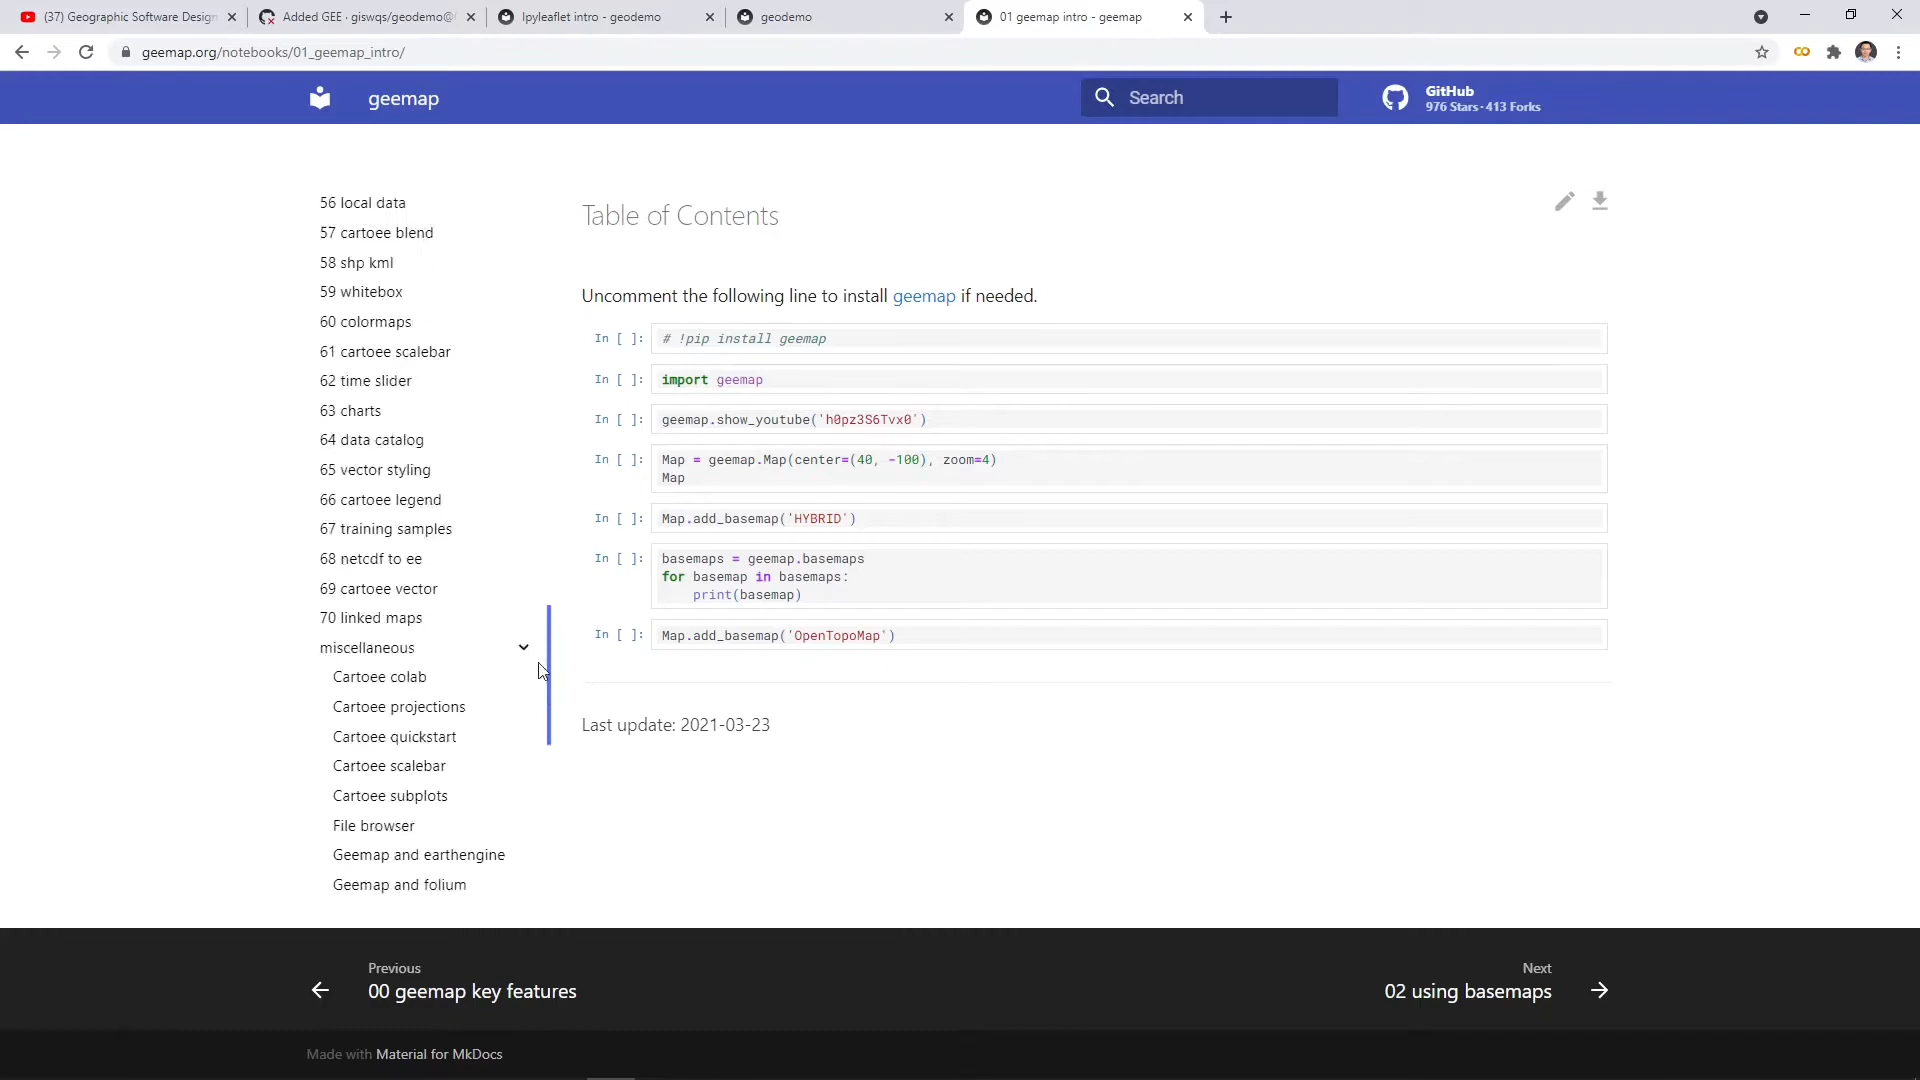 (37) Geographic Software Design
Added GEE · giswqs/geodemo@
Ipyleaflet intro - geodemo
geodemo
01 geemap intro - geemap
geemap.org/notebooks/01_geemap_intro/
geemap
Search
GitHub
976 Stars · 413 Forks
56 local data
57 cartoee blend
58 shp kml
59 whitebox
60 colormaps
61 cartoee scalebar
62 time slider
63 charts
64 data catalog
65 vector styling
66 cartoee legend
67 training samples
68 netcdf to ee
69 cartoee vector
70 linked maps
miscellaneous
Cartoee colab
Cartoee projections
Cartoee quickstart
Cartoee scalebar
Cartoee subplots
File browser
Geemap and earthengine
Geemap and folium
Table of Contents
Uncomment the following line to install geemap if needed.
In [ ]: # !pip install geemap
In [ ]: import geemap
In [ ]: geemap.show_youtube('h0pz3S6Tvx0')
In [ ]: Map = geemap.Map(center=(40, -100), zoom=4)
Map
In [ ]: Map.add_basemap('HYBRID')
In [ ]: basemaps = geemap.basemaps
for basemap in basemaps:
print(basemap)
In [ ]: Map.add_basemap('OpenTopoMap')
Last update: 2021-03-23
Previous
00 geemap key features
Next
02 using basemaps
Made with Material for MkDocs